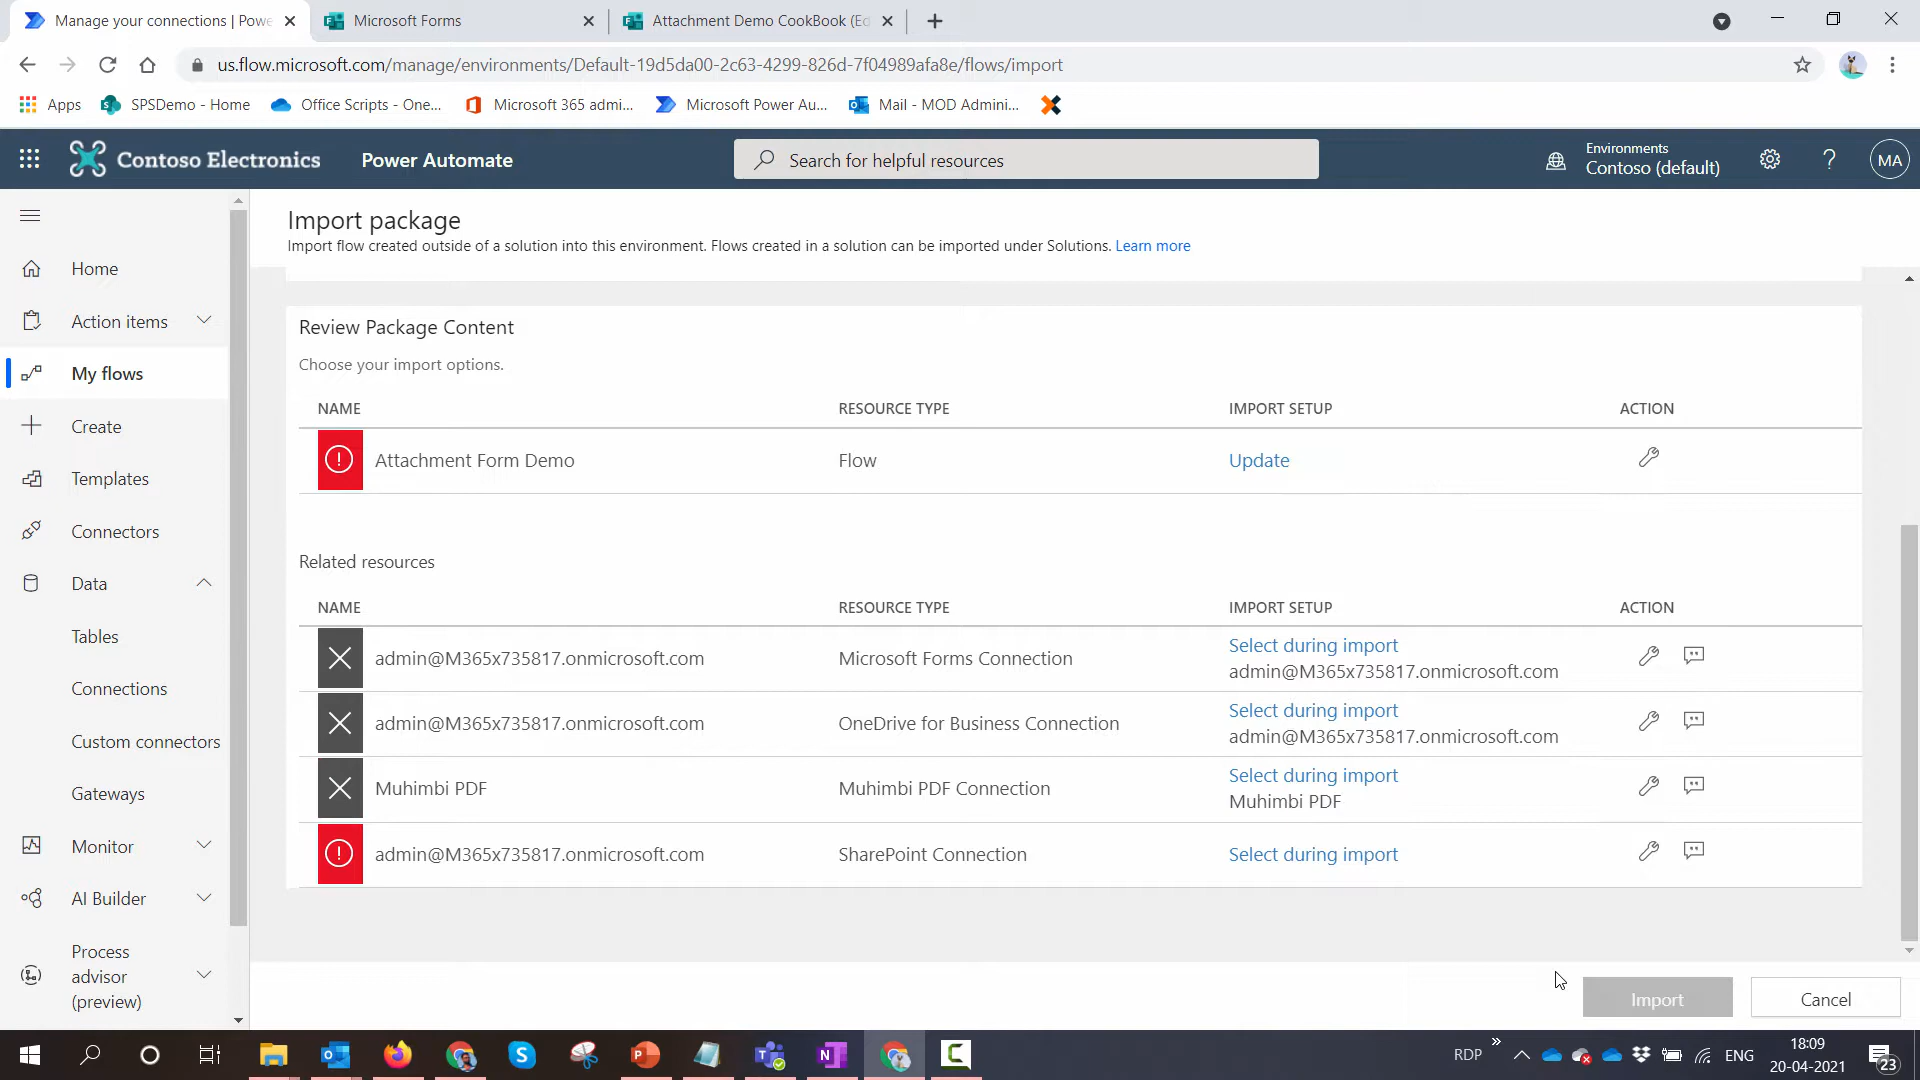 Manage your connections | Powe
Microsoft Forms
Attachment Demo CookBook (Ed
us.flow.microsoft.com/manage/environments/Default-19d5da00-2c63-4299-826d-7f04989afa8e/flows/import
Apps
SPSDemo - Home
Office Scripts - One...
Microsoft 365 admi...
Microsoft Power Au...
Mail - MOD Admini...
Contoso Electronics
Power Automate
Search for helpful resources
Environments
Contoso (default)
?
MA
Import package
Import flow created outside of a solution into this environment. Flows created in a solution can be imported under Solutions. Learn more
Home
Action items
My flows
Create
Templates
Connectors
Data
Tables
Connections
Custom connectors
Gateways
Monitor
AI Builder
Process
advisor
(preview)
Review Package Content
Choose your import options.
NAME RESOURCE TYPE IMPORT SETUP ACTION
Attachment Form Demo Flow Update
Related resources
NAME RESOURCE TYPE IMPORT SETUP ACTION
admin@M365x735817.onmicrosoft.com Microsoft Forms Connection Select during import
admin@M365x735817.onmicrosoft.com
admin@M365x735817.onmicrosoft.com OneDrive for Business Connection Select during import
admin@M365x735817.onmicrosoft.com
Muhimbi PDF Muhimbi PDF Connection Select during import
Muhimbi PDF
admin@M365x735817.onmicrosoft.com SharePoint Connection Select during import
Import
Cancel
RDP
ENG
18:09
20-04-2021
23